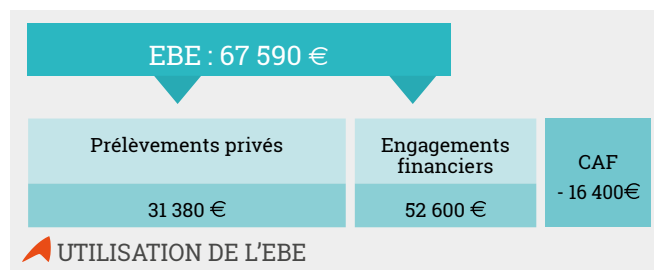 EBE : 67 590 €
Prélèvements privés
31 380 €
Engagements
financiers
52 600 €
CAF
- 16 400€
UTILISATION DE L'EBE